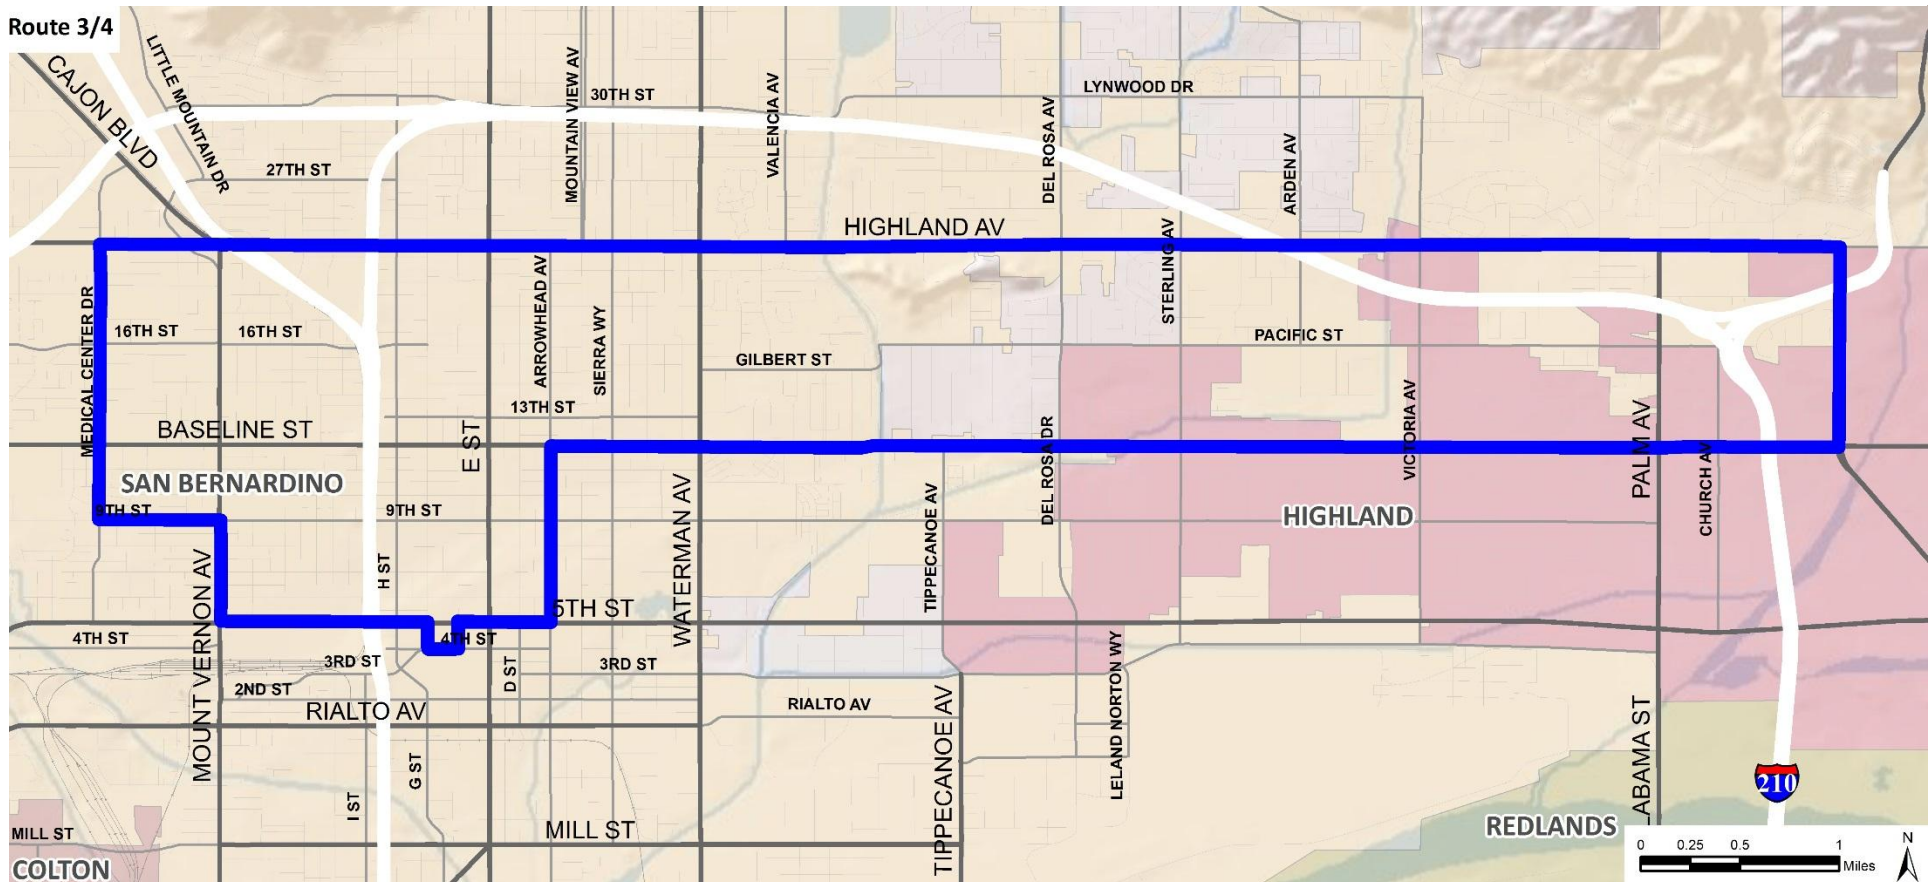 Route 3/4
LITTLE MOUNTAIN DR
CAJON BLVD
MOUNTAIN VIEW AV
30TH ST
VALENCIA AV
LYNWOOD DR
DEL ROSA AV
ARDEN AV
27TH ST
HIGHLAND AV
STERLING AV
MEDICAL CENTER DR
16TH ST
16TH ST
ARROWHEAD AV
SIERRA WY
GILBERT ST
PACIFIC ST
13TH ST
BASELINE ST
E ST
VICTORIA AV
PALM AV
CHURCH AV
DEL ROSA DR
SAN BERNARDINO
9TH ST
9TH ST
WATERMAN AV
TIPPECANOE AV
HIGHLAND
MOUNT VERNON AV
H ST
5TH ST
4TH ST
4TH ST
3RD ST
3RD ST
D ST
2ND ST
RIALTO AV
RIALTO AV
LELAND NORTON WY
TIPPECANOE AV
LABAMA ST
G ST
I ST
210
MILL ST
MILL ST
REDLANDS
COLTON
0 0.25 0.5 1
Miles
N